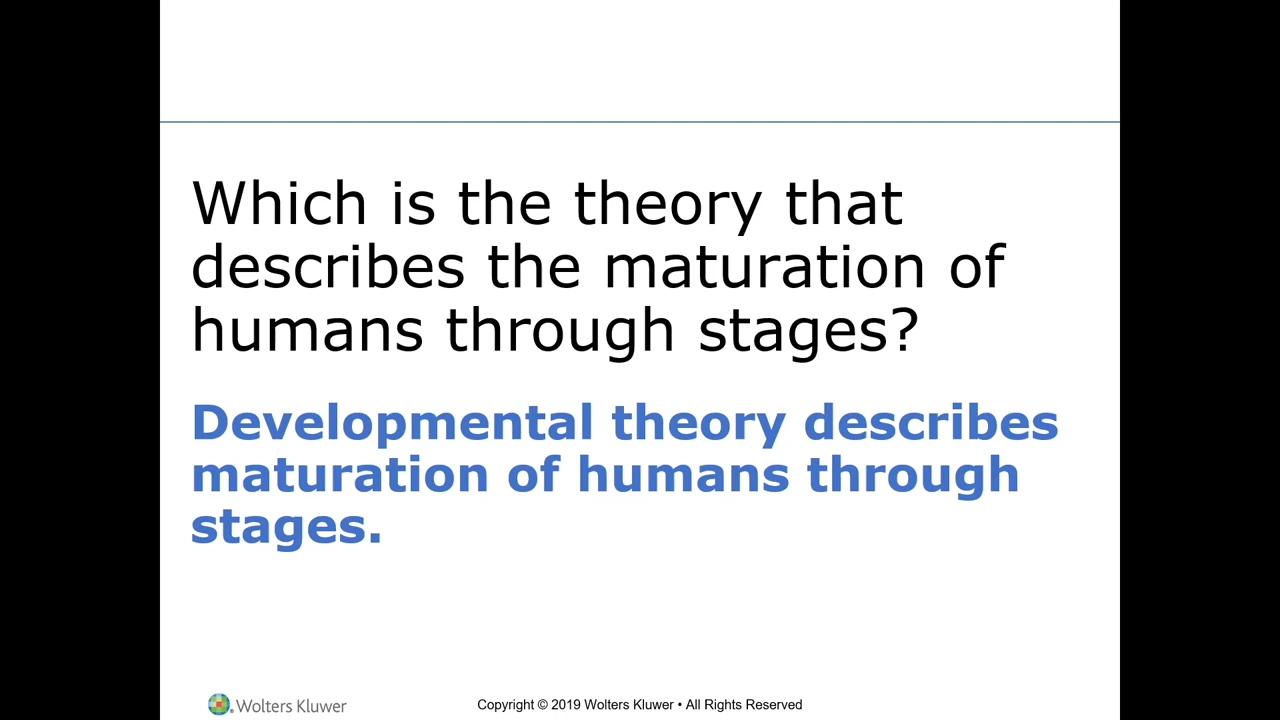 Which is the theory that
describes the maturation of
humans through stages?
Developmental theory describes
maturation of humans through
stages.
Wolters Kluwer
Copyright © 2019 Wolters Kluwer • All Rights Reserved